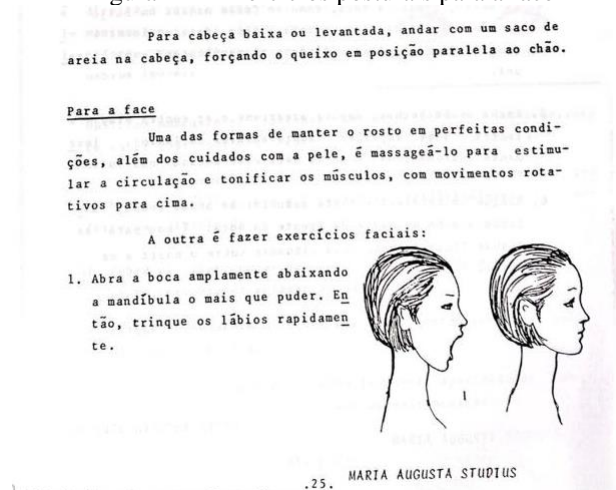 Para cabeça baixa ou levantada, andar com um saco de
areia na cabeça, forçando o queixo em posição paralela ao chão.
Para a face
Uma das formas de manter o rosto em perfeitas condi-
ções, além dos cuidados com a pele, é massageá-lo para estimu-
lar a circulação e tonificar os músculos, com movimentos rota-
tivos para cima.
A outra é fazer exercícios faciais:
1. Abra a boca amplamente abaixando
a mandíbula o mais que puder. En
tão, trinque os lábios rapidamen
te.
1
.25. MARIA AUGUSTA STUDIUS